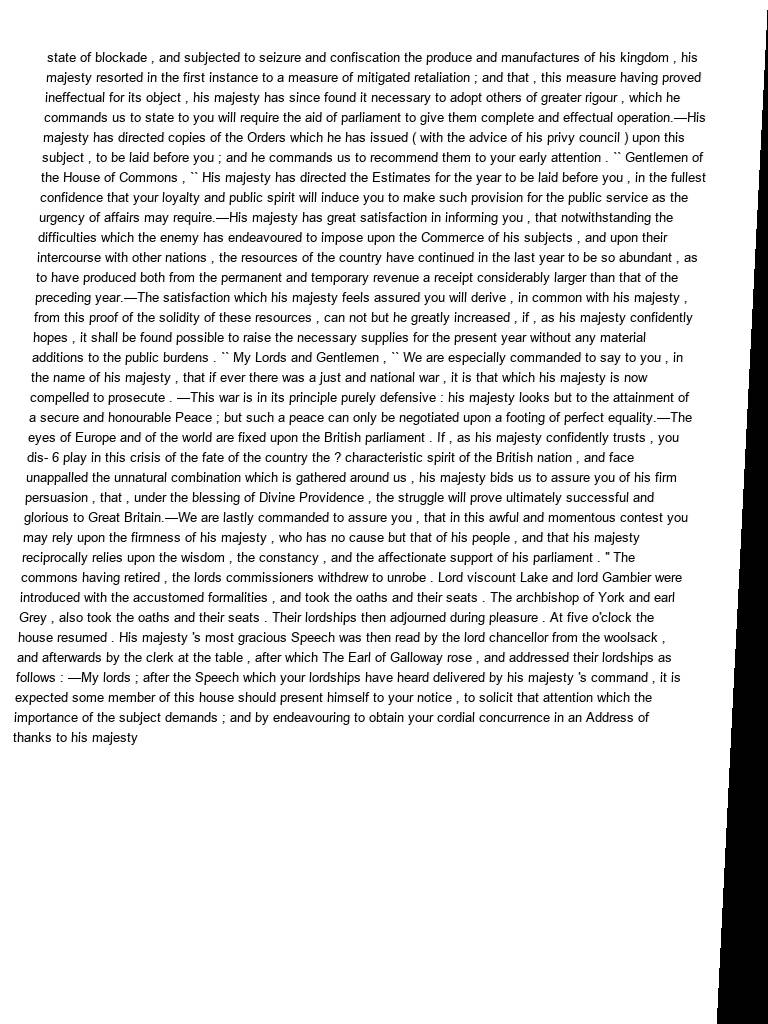 state of blockade , and subjected to seizure and confiscation the produce and manufactures of his kingdom , his
majesty resorted in the first instance to a measure of mitigated retaliation ; and that , this measure having proved
ineffectual for its object , his majesty has since found it necessary to adopt others of greater rigour , which he
commands us to state to you will require the aid of parliament to give them complete and effectual operation.—His
majesty has directed copies of the Orders which he has issued ( with the advice of his privy council ) upon this
subject , to be laid before you ; and he commands us to recommend them to your early attention . `` Gentlemen of
the House of Commons , `` His majesty has directed the Estimates for the year to be laid before you , in the fullest
confidence that your loyalty and public spirit will induce you to make such provision for the public service as the
urgency of affairs may require.—His majesty has great satisfaction in informing you , that notwithstanding the
difficulties which the enemy has endeavoured to impose upon the Commerce of his subjects , and upon their
intercourse with other nations , the resources of the country have continued in the last year to be so abundant , as
to have produced both from the permanent and temporary revenue a receipt considerably larger than that of the
preceding year.—The satisfaction which his majesty feels assured you will derive , in common with his majesty ,
from this proof of the solidity of these resources , can not but he greatly increased , if , as his majesty confidently
hopes , it shall be found possible to raise the necessary supplies for the present year without any material
additions to the public burdens . `` My Lords and Gentlemen , `` We are especially commanded to say to you , in
the name of his majesty , that if ever there was a just and national war , it is that which his majesty is now
compelled to prosecute . —This war is in its principle purely defensive : his majesty looks but to the attainment of
a secure and honourable Peace ; but such a peace can only be negotiated upon a footing of perfect equality.—The
eyes of Europe and of the world are fixed upon the British parliament . If , as his majesty confidently trusts , you
dis- 6 play in this crisis of the fate of the country the ? characteristic spirit of the British nation , and face
unappalled the unnatural combination which is gathered around us , his majesty bids us to assure you of his firm
persuasion , that , under the blessing of Divine Providence , the struggle will prove ultimately successful and
glorious to Great Britain.—We are lastly commanded to assure you , that in this awful and momentous contest you
may rely upon the firmness of his majesty , who has no cause but that of his people , and that his majesty
reciprocally relies upon the wisdom , the constancy , and the affectionate support of his parliament . " The
commons having retired , the lords commissioners withdrew to unrobe . Lord viscount Lake and lord Gambier were
introduced with the accustomed formalities , and took the oaths and their seats . The archbishop of York and earl
Grey , also took the oaths and their seats . Their lordships then adjourned during pleasure . At five o'clock the
house resumed . His majesty 's most gracious Speech was then read by the lord chancellor from the woolsack ,
and afterwards by the clerk at the table , after which The Earl of Galloway rose , and addressed their lordships as
follows : —My lords ; after the Speech which your lordships have heard delivered by his majesty 's command , it is
expected some member of this house should present himself to your notice , to solicit that attention which the
importance of the subject demands ; and by endeavouring to obtain your cordial concurrence in an Address of
thanks to his majesty